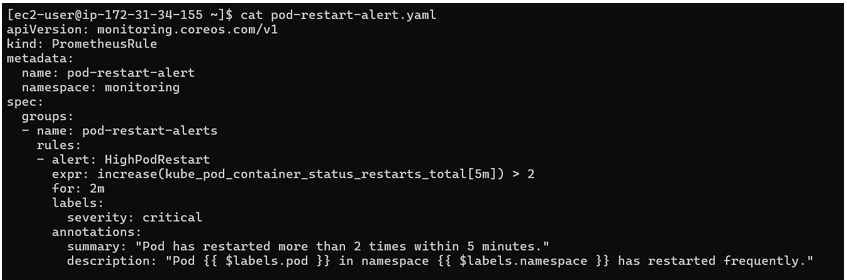 [ec2-user@ip-172-31-34-155 ~]$ cat pod-restart-alert.yaml
apiVersion: monitoring.coreos.com/v1
kind: PrometheusRule
metadata:
  name: pod-restart-alert
  namespace: monitoring
spec:
  groups:
  - name: pod-restart-alerts
    rules:
    - alert: HighPodRestart
      expr: increase(kube_pod_container_status_restarts_total[5m]) > 2
      for: 2m
      labels:
        severity: critical
      annotations:
        summary: "Pod has restarted more than 2 times within 5 minutes."
        description: "Pod {{ $labels.pod }} in namespace {{ $labels.namespace }} has restarted frequently."